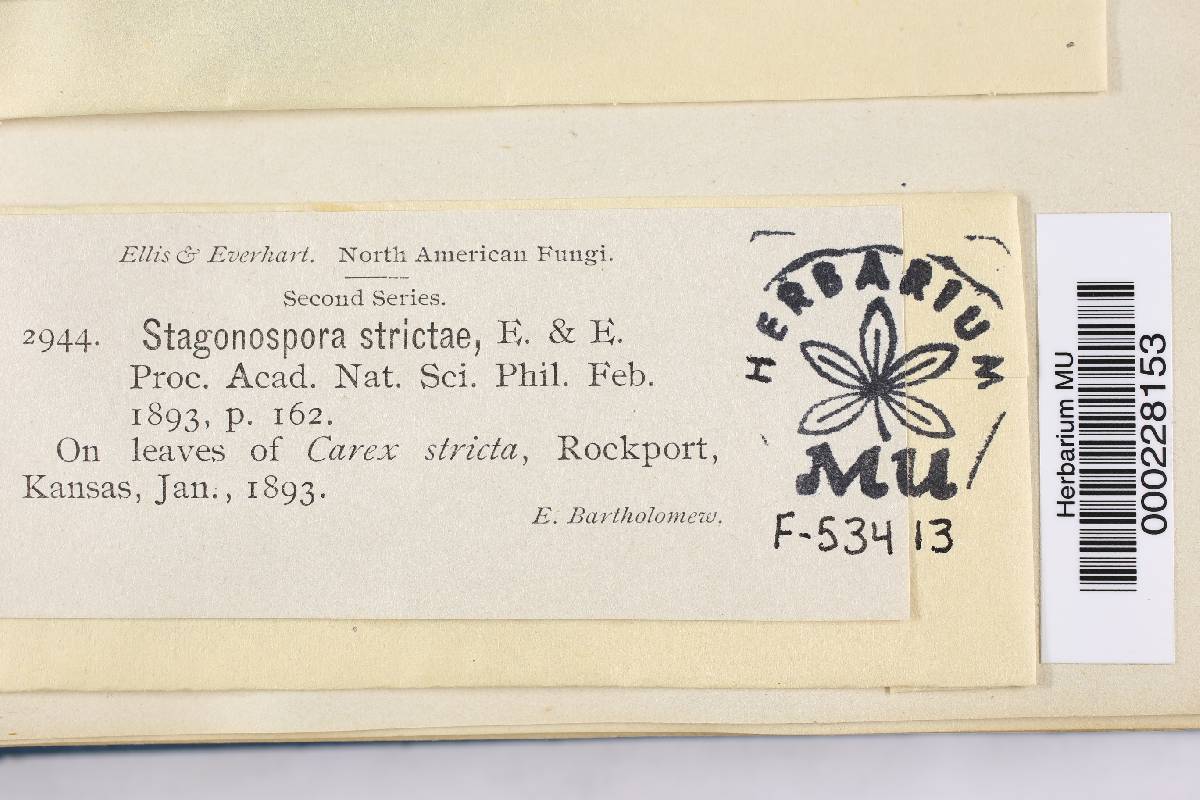 Ellis & Everhart. North American Fungi.
Second Series.
2944. Stagonospora strictae, E. & E.
Proc. Acad. Nat. Sci. Phil. Feb.
1893, p. 162.
On leaves of Carex stricta, Rockport,
Kansas, Jan., 1893.
E. Bartholomew.
HERBARIUM
MU
F-53413
Herbarium MU
000228153